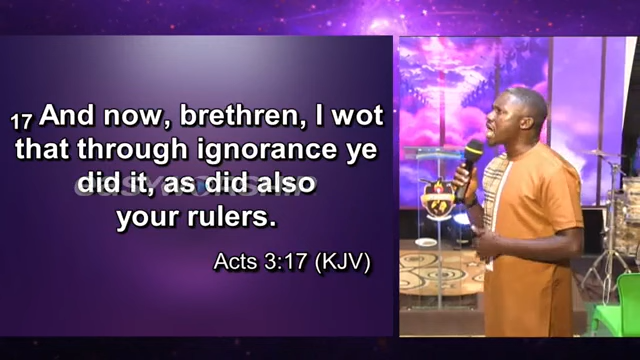 17 And now, brethren, I wot
that through ignorance ye
did it, as did also
easyworship
your rulers.
Acts 3:17 (KJV)